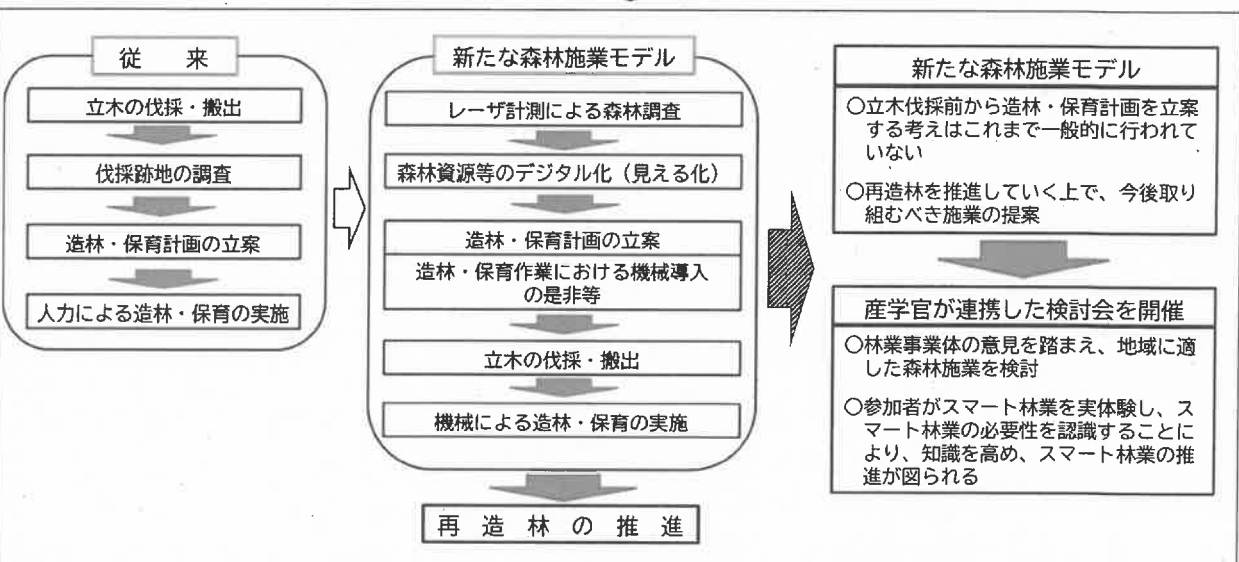 従　来
立木の伐採・搬出
伐採跡地の調査
造林・保育計画の立案
人力による造林・保育の実施
新たな森林施業モデル
レーザ計測による森林調査
森林資源等のデジタル化（見える化）
造林・保育計画の立案
造林・保育作業における機械導入
の是非等
立木の伐採・搬出
機械による造林・保育の実施
再造林の推進
新たな森林施業モデル
○立木伐採前から造林・保育計画を立案
する考えはこれまで一般的に行われて
いない
○再造林を推進していく上で、今後取り
組むべき施業の提案
産学官が連携した検討会を開催
○林業事業体の意見を踏まえ、地域に適
した森林施業を検討
○参加者がスマート林業を実体験し、ス
マート林業の必要性を認識することに
より、知識を高め、スマート林業の推
進が図られる